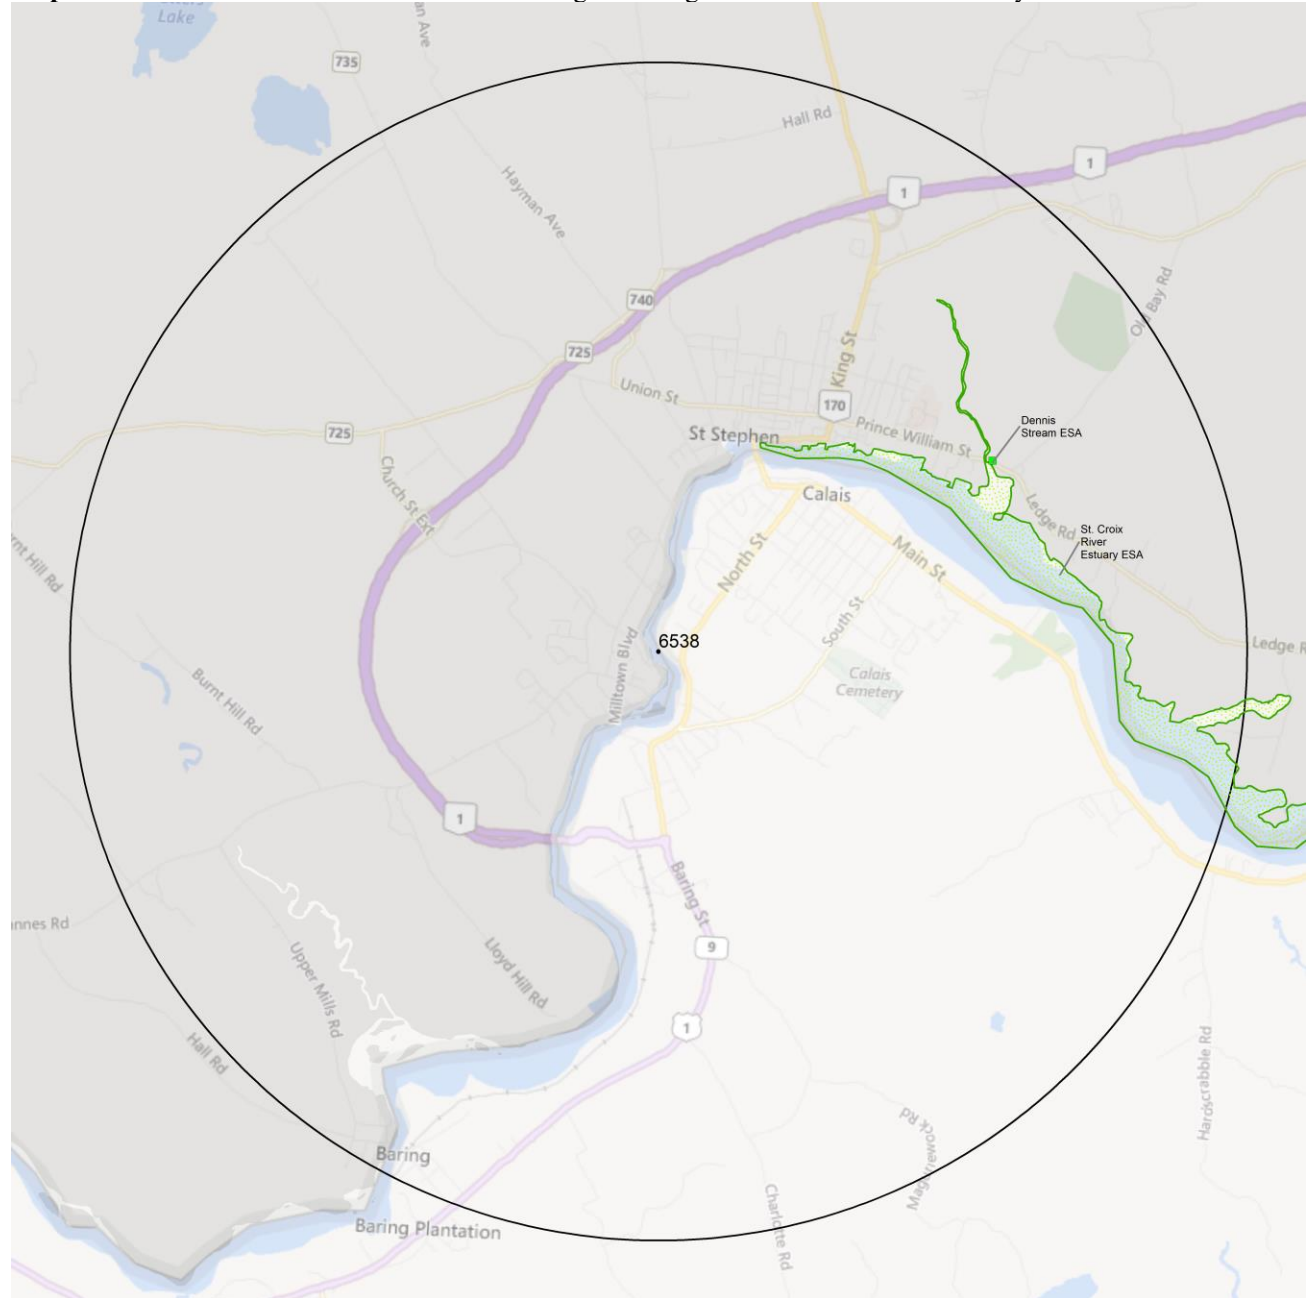 Lake
735
Hall Rd
1
1
Hayman Ave
Old Bay Rd
740
725
King St
Union St
170
Dennis
Stream ESA
725
St Stephen
Prince William St
Church St Ext
Calais
Ledge Rd
St. Croix
River
Estuary ESA
North St
Main St
South St
6538
Milltown Blvd
Ledge R
Calais
Cemetery
Burnt Hill Rd
1
Baring St
nnes Rd
9
Lloyd Hill Rd
Upper Mills Rd
1
Hall Rd
Hardscrabble Rd
Baring
Charlotte Rd
Baring Plantation